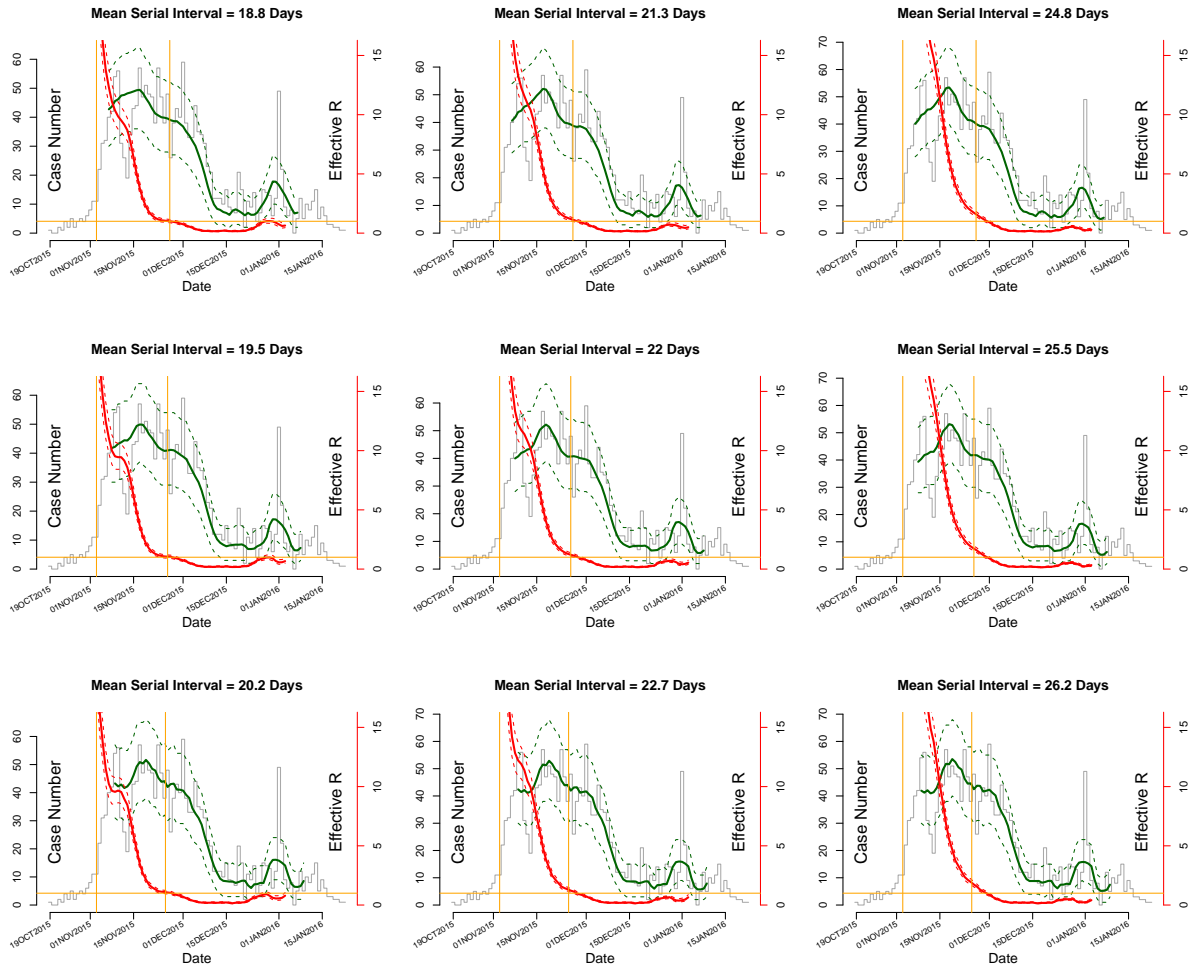 Mean Serial Interval = 18.8 Days
Case Number
Effective R
0 10 20 30 40 50 60
0 5 10 15
19OCT2015 01NOV2015 15NOV2015 01DEC2015 15DEC2015 01JAN2016 15JAN2016
Date
Mean Serial Interval = 21.3 Days
Case Number
Effective R
0 10 20 30 40 50 60
0 5 10 15
19OCT2015 01NOV2015 15NOV2015 01DEC2015 15DEC2015 01JAN2016 15JAN2016
Date
Mean Serial Interval = 24.8 Days
Case Number
Effective R
0 10 20 30 40 50 60 70
0 5 10 15
19OCT2015 01NOV2015 15NOV2015 01DEC2015 15DEC2015 01JAN2016 15JAN2016
Date
Mean Serial Interval = 19.5 Days
Case Number
Effective R
0 10 20 30 40 50 60
0 5 10 15
19OCT2015 01NOV2015 15NOV2015 01DEC2015 15DEC2015 01JAN2016 15JAN2016
Date
Mean Serial Interval = 22 Days
Case Number
Effective R
0 10 20 30 40 50 60
0 5 10 15
19OCT2015 01NOV2015 15NOV2015 01DEC2015 15DEC2015 01JAN2016 15JAN2016
Date
Mean Serial Interval = 25.5 Days
Case Number
Effective R
0 10 20 30 40 50 60 70
0 5 10 15
19OCT2015 01NOV2015 15NOV2015 01DEC2015 15DEC2015 01JAN2016 15JAN2016
Date
Mean Serial Interval = 20.2 Days
Case Number
Effective R
0 10 20 30 40 50 60
0 5 10 15
19OCT2015 01NOV2015 15NOV2015 01DEC2015 15DEC2015 01JAN2016 15JAN2016
Date
Mean Serial Interval = 22.7 Days
Case Number
Effective R
0 10 20 30 40 50 60 70
0 5 10 15
19OCT2015 01NOV2015 15NOV2015 01DEC2015 15DEC2015 01JAN2016 15JAN2016
Date
Mean Serial Interval = 26.2 Days
Case Number
Effective R
0 10 20 30 40 50 60 70
0 5 10 15
19OCT2015 01NOV2015 15NOV2015 01DEC2015 15DEC2015 01JAN2016 15JAN2016
Date